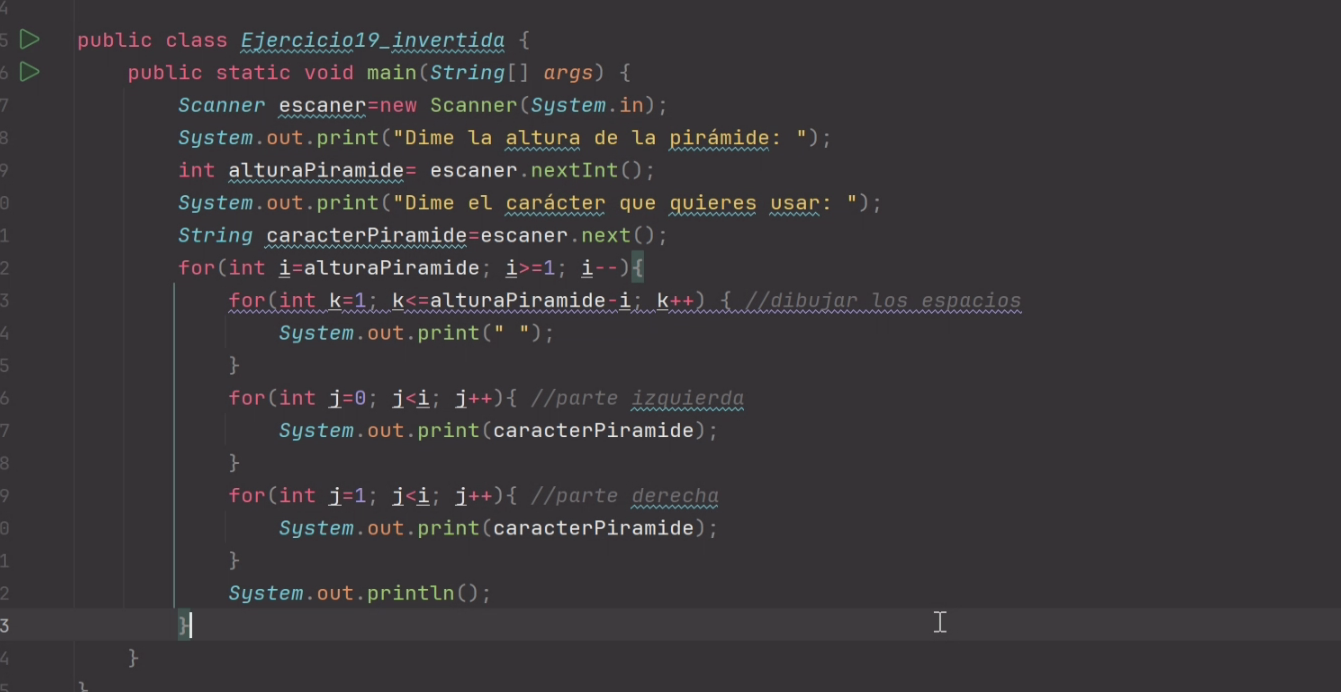 4
5 public class Ejercicio19_invertida {
6 public static void main(String[] args) {
7 Scanner escaner=new Scanner(System.in);
8 System.out.print("Dime la altura de la pirámide: ");
9 int alturaPiramide= escaner.nextInt();
0 System.out.print("Dime el carácter que quieres usar: ");
1 String caracterPiramide=escaner.next();
2 for(int i=alturaPiramide; i>=1; i--){
3 for(int k=1; k<=alturaPiramide-i; k++) { //dibujar los espacios
4 System.out.print(" ");
5 }
6 for(int j=0; j<i; j++){ //parte izquierda
7 System.out.print(caracterPiramide);
8 }
9 for(int j=1; j<i; j++){ //parte derecha
0 System.out.print(caracterPiramide);
1 }
2 System.out.println();
3 }
4 }
5 }